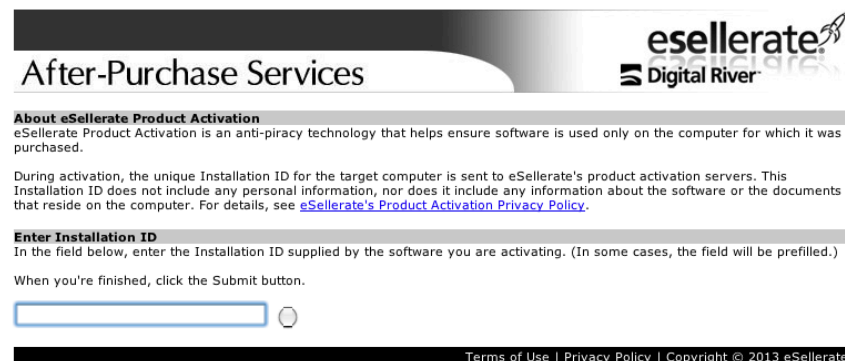 esellerate
After-Purchase Services
Digital River
About eSellerate Product Activation
eSellerate Product Activation is an anti-piracy technology that helps ensure software is used only on the computer for which it was
purchased.
During activation, the unique Installation ID for the target computer is sent to eSellerate's product activation servers. This
Installation ID does not include any personal information, nor does it include any information about the software or the documents
that reside on the computer. For details, see eSellerate's Product Activation Privacy Policy.
Enter Installation ID
In the field below, enter the Installation ID supplied by the software you are activating. (In some cases, the field will be prefilled.)
When you're finished, click the Submit button.
Terms of Use | Privacy Policy | Copyright © 2013 eSellerate